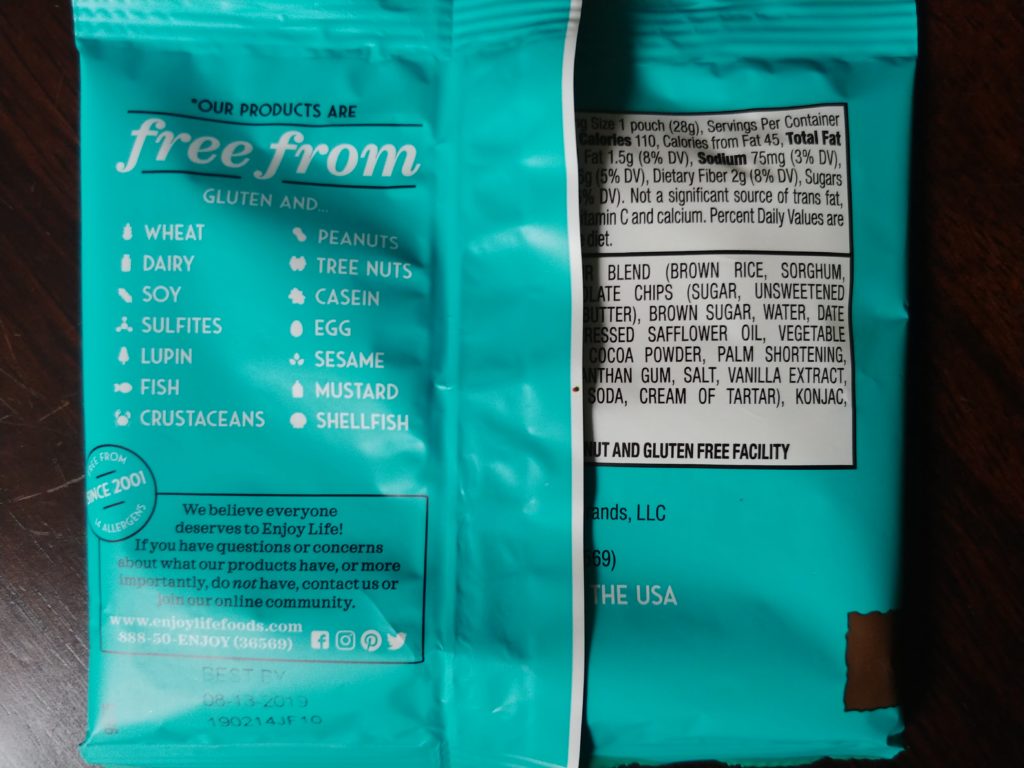 *OUR PRODUCTS ARE
free from
GLUTEN AND...
WHEAT
DAIRY
SOY
SULFITES
LUPIN
FISH
CRUSTACEANS
PEANUTS
TREE NUTS
CASEIN
EGG
SESAME
MUSTARD
SHELLFISH
FREE FROM
SINCE 2001
14 ALLERGENS
We believe everyone
deserves to Enjoy Life!
If you have questions or concerns
about what our products have, or more
importantly, do not have, contact us or
join our online community.
www.enjoylifefoods.com
888-50-ENJOY (36569)
BEST BY
08-13-2019
190214JF10
Size 1 pouch (28g), Servings Per Container
Calories 110, Calories from Fat 45, Total Fat
Fat 1.5g (8% DV), Sodium 75mg (3% DV),
(5% DV), Dietary Fiber 2g (8% DV), Sugars
DV). Not a significant source of trans fat,
C and calcium. Percent Daily Values are
diet.
BLEND (BROWN RICE, SORGHUM,
CHIPS (SUGAR, UNSWEETENED
BUTTER), BROWN SUGAR, WATER, DATE
SAFFLOWER OIL, VEGETABLE
COCOA POWDER, PALM SHORTENING,
GUM, SALT, VANILLA EXTRACT,
SODA, CREAM OF TARTAR), KONJAC,
NUT AND GLUTEN FREE FACILITY
ands, LLC
569)
THE USA